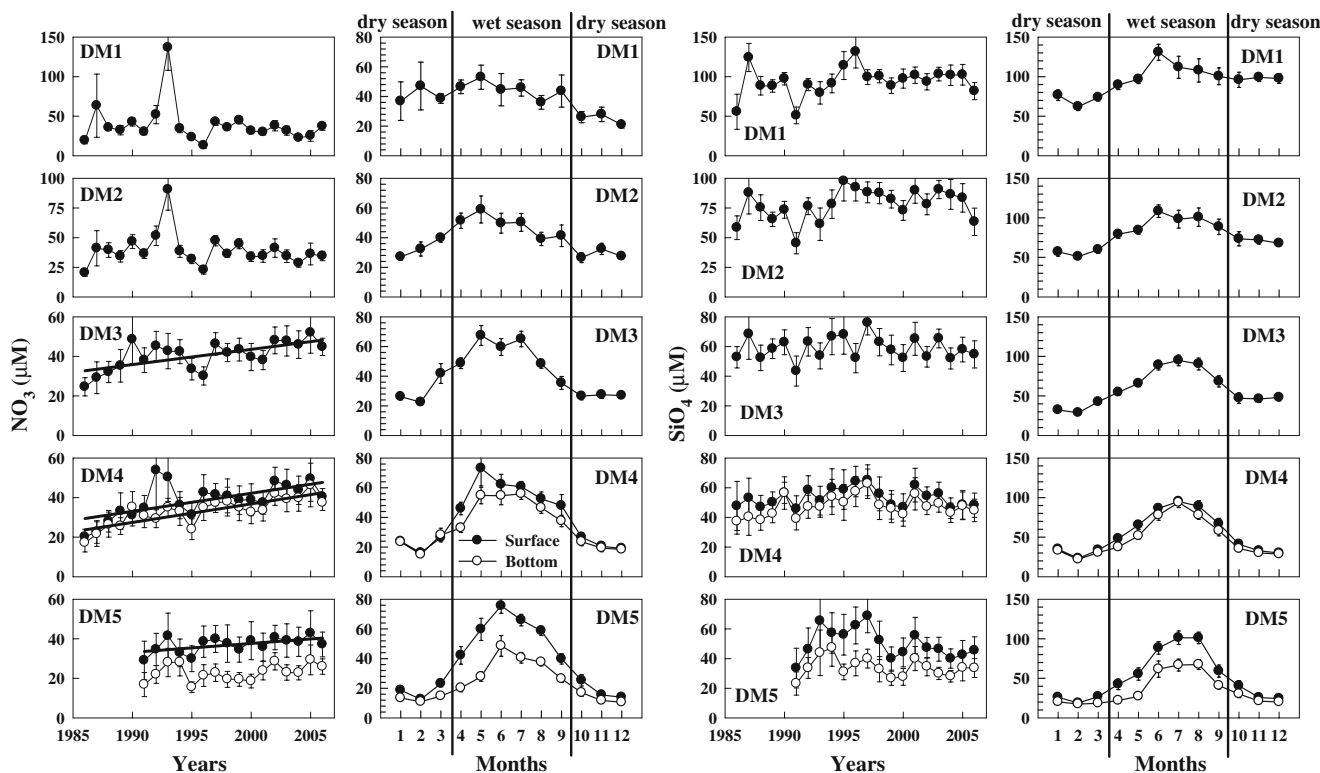 dry season wet season dry season dry season wet season dry season
150 100 50 0 DM1
80 60 40 20 0 DM1
150 100 50 0 DM1
150 100 50 0 DM1
150 100 50 0 DM2
80 60 40 20 0 DM2
100 75 50 25 0 DM2
150 100 50 0 DM2
NO3 (μM)
60 40 20 0 DM3
80 60 40 20 0 DM3
SiO4 (μM)
80 60 40 20 0 DM3
150 100 50 0 DM3
60 40 20 0 DM4
80 60 40 20 0 DM4
Surface
Bottom
80 60 40 20 0 DM4
150 100 50 0 DM4
60 40 20 0 DM5
80 60 40 20 0 DM5
80 60 40 20 0 DM5
150 100 50 0 DM5
1985 1990 1995 2000 2005
1 2 3 4 5 6 7 8 9 10 11 12
1985 1990 1995 2000 2005
1 2 3 4 5 6 7 8 9 10 11 12
Years Months Years Months